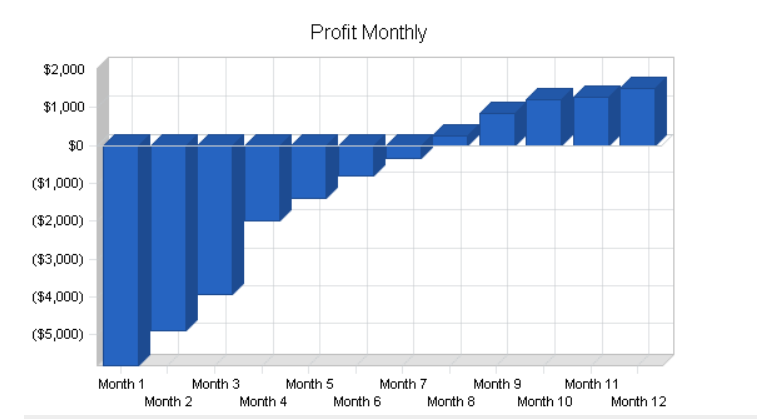 Profit Monthly
$2,000
$1,000
$0
($1,000)
($2,000)
($3,000)
($4,000)
($5,000)
Month 1 Month 3 Month 5 Month 7 Month 9 Month 11
Month 2 Month 4 Month 6 Month 8 Month 10 Month 12